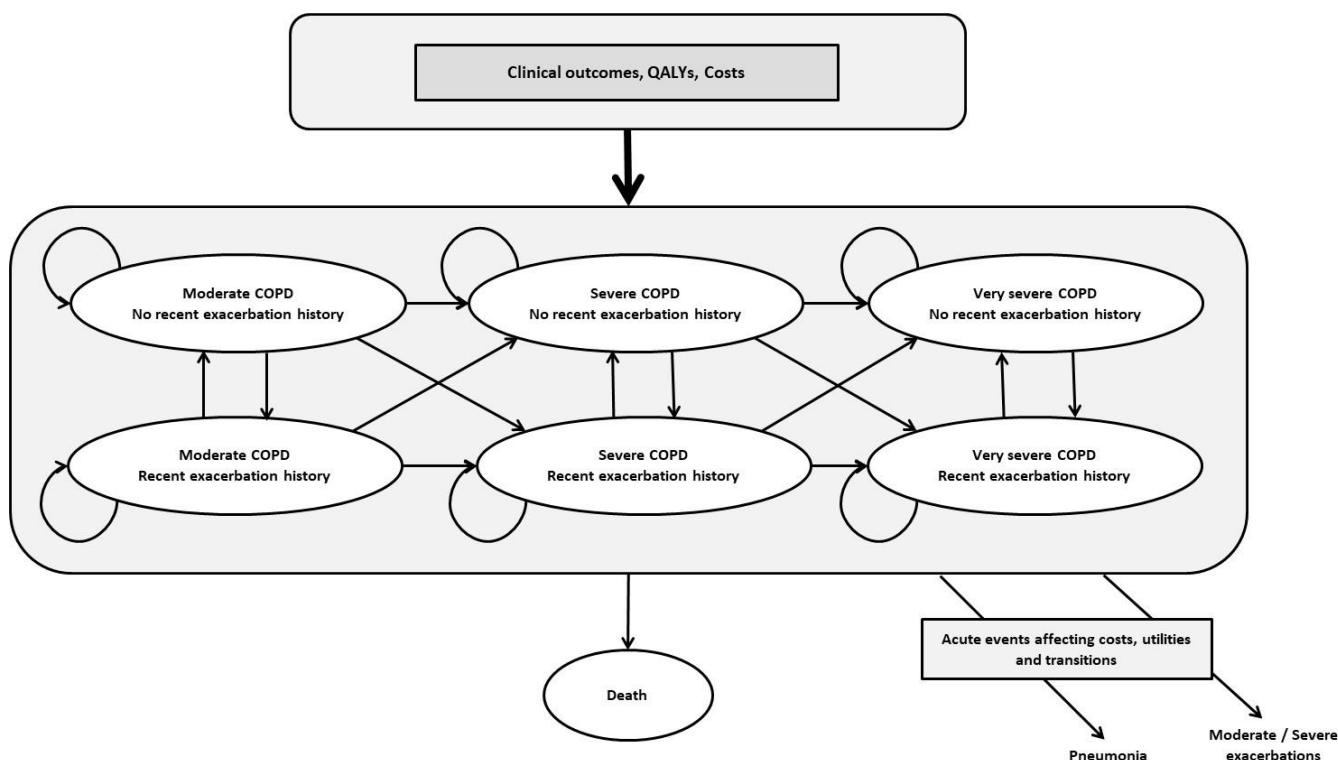 Clinical outcomes, QALYs, Costs
Moderate COPD
No recent exacerbation history
Severe COPD
No recent exacerbation history
Very severe COPD
No recent exacerbation history
Moderate COPD
Recent exacerbation history
Severe COPD
Recent exacerbation history
Very severe COPD
Recent exacerbation history
Acute events affecting costs, utilities
and transitions
Death
Pneumonia
Moderate / Severe
exacerbations